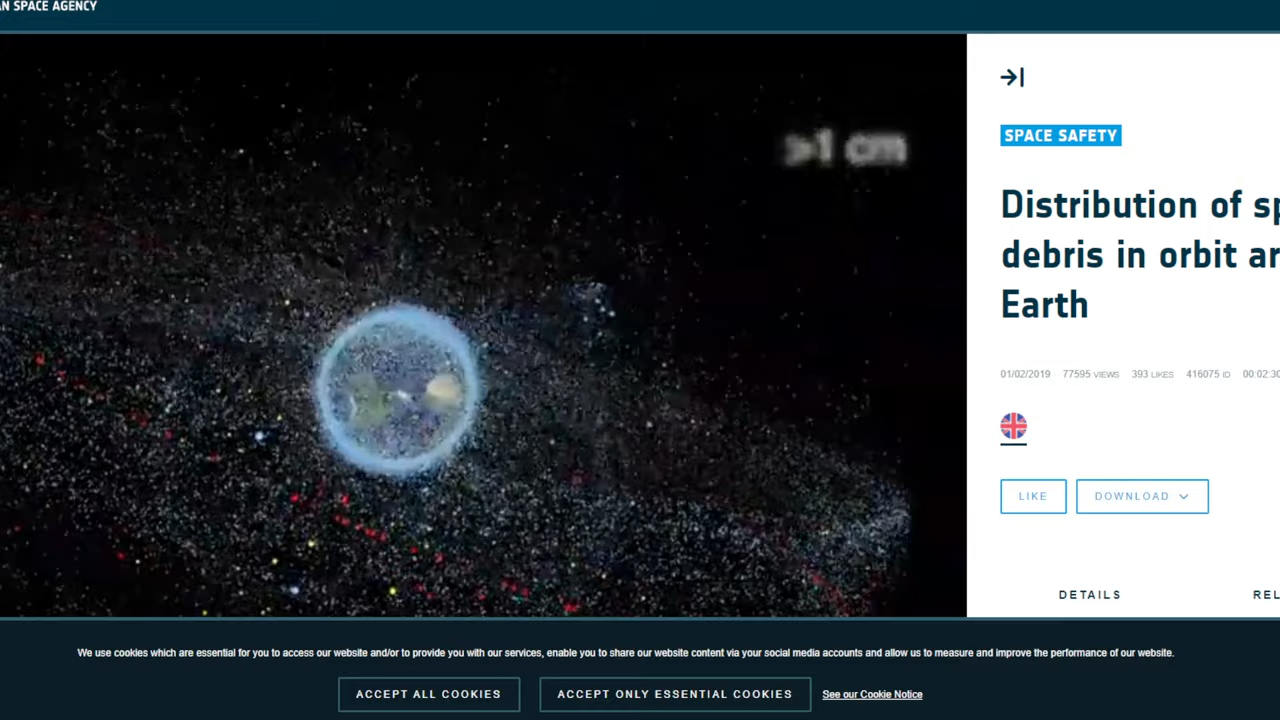 AN SPACE AGENCY
>1 cm
SPACE SAFETY
Distribution of sp
debris in orbit ar
Earth
01/02/2019 77595 VIEWS 393 LIKES 416075 ID 00:02:30
LIKE
DOWNLOAD
DETAILS
REL
We use cookies which are essential for you to access our website and/or to provide you with our services, enable you to share our website content via your social media accounts and allow us to measure and improve the performance of our website.
ACCEPT ALL COOKIES
ACCEPT ONLY ESSENTIAL COOKIES
See our Cookie Notice